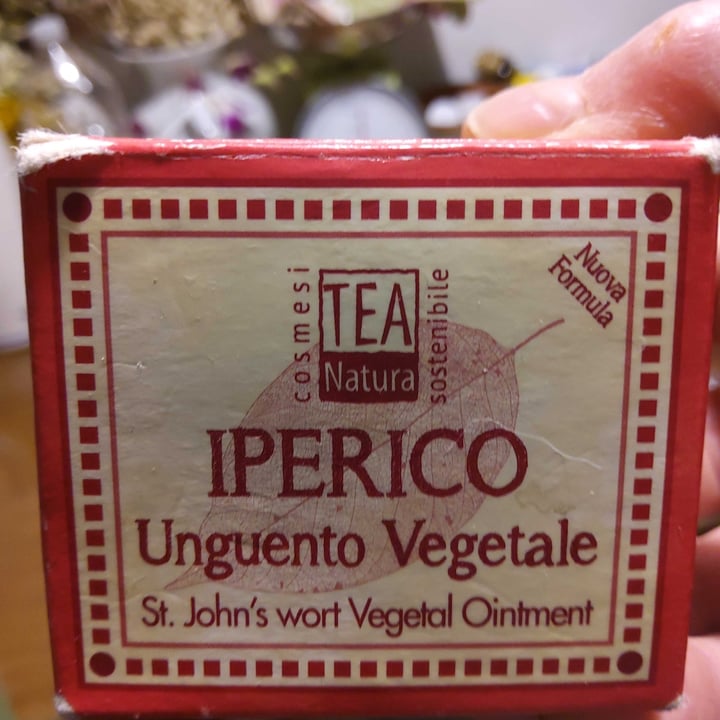 cosmesi
TEA
Natura
sostenibile
Nuova
Formula
IPERICO
Unguento Vegetale
St. John's wort Vegetal Ointment